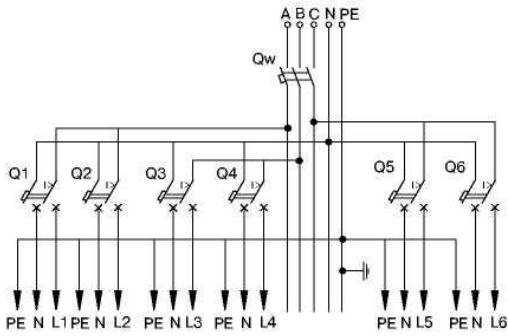 A B C N PE
Qw
Q1 Q2 Q3 Q4 Q5 Q6
I> I> I> I> I> I>
PE N L1 PE N L2 PE N L3 PE N L4 PE N L5 PE N L6